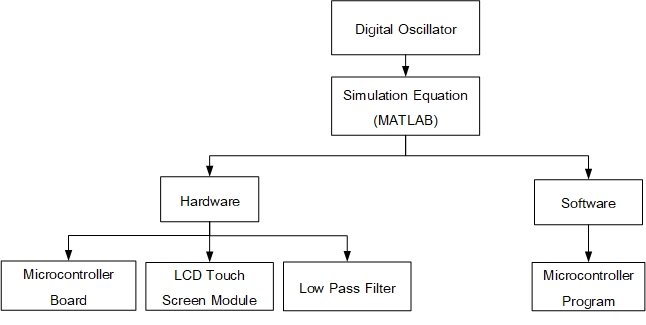 Digital Oscillator
Simulation Equation
(MATLAB)
Hardware
Software
Microcontroller
Board
LCD Touch
Screen Module
Low Pass Filter
Microcontroller
Program